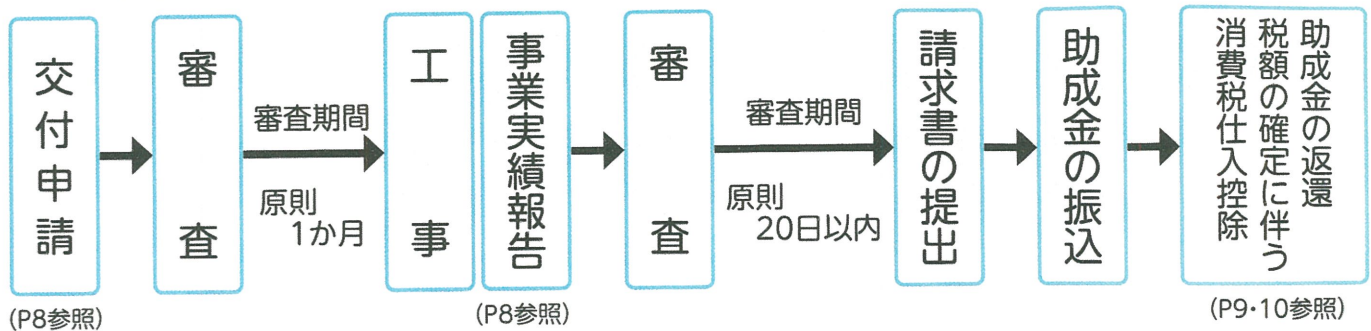 交付申請
(P8参照)
審査
審査期間
原則
1か月
工事
事業実績報告
(P8参照)
審査
審査期間
原則
20日以内
請求書の提出
助成金の振込
助成金の返還
税額の確定に伴う
消費税仕入控除
(P9・10参照)